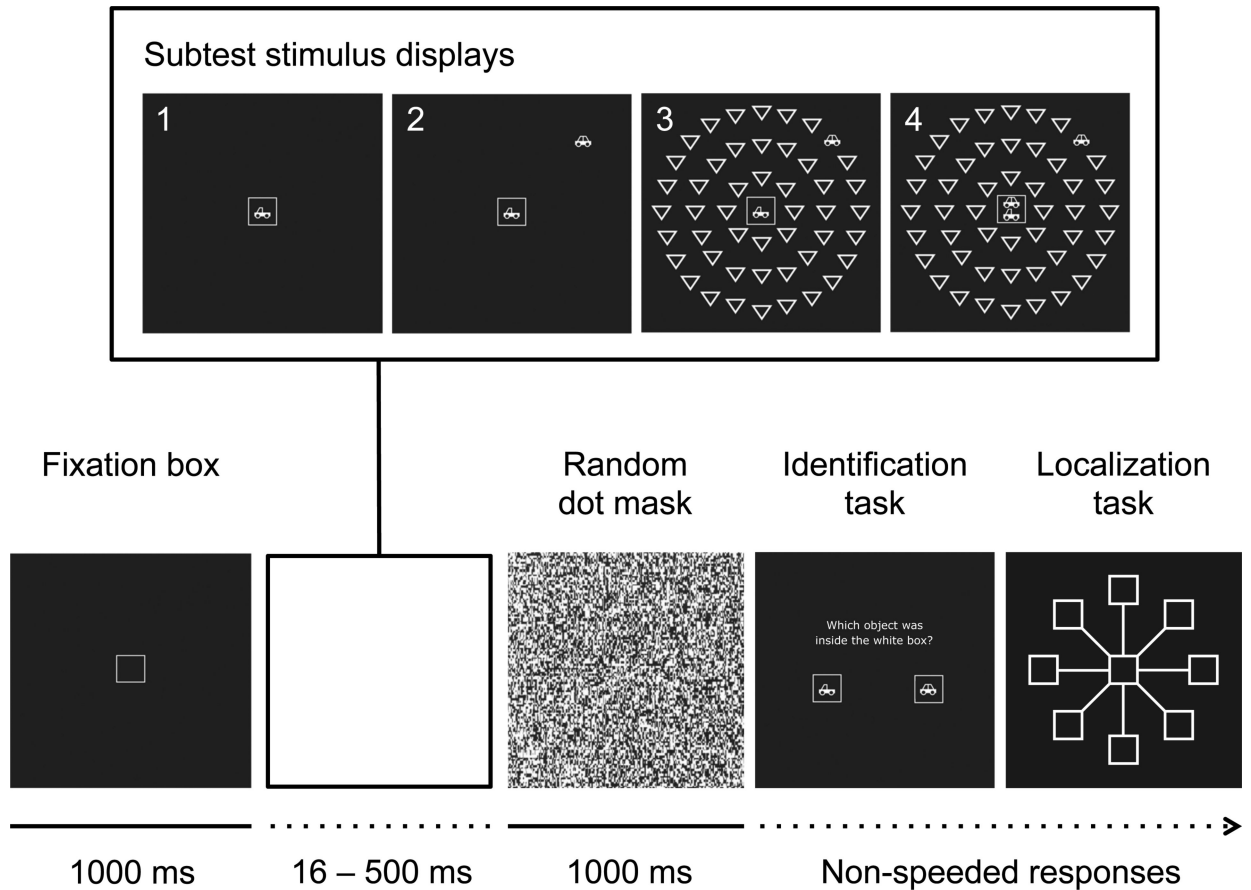 Subtest stimulus displays
1
2
3
4
Fixation box
Random
dot mask
Identification
task
Localization
task
Which object was
inside the white box?
1000 ms
16 – 500 ms
1000 ms
Non-speeded responses